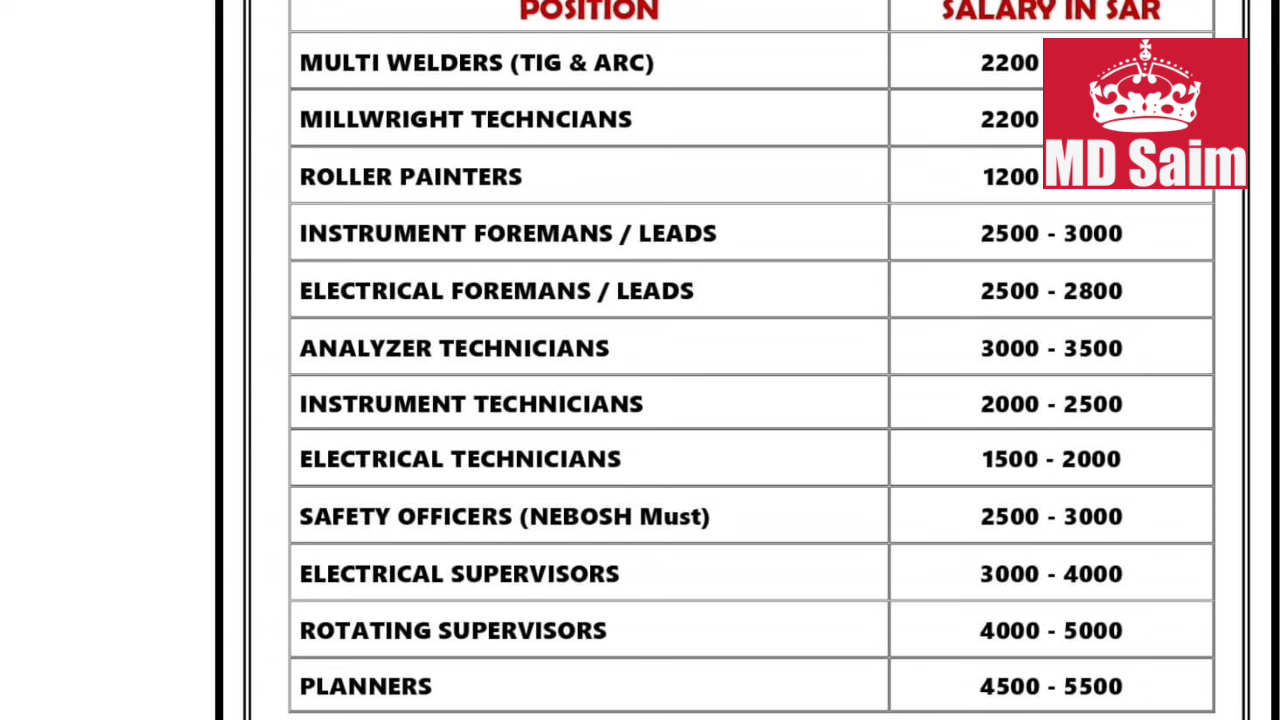 POSITION SALARY IN SAR
MULTI WELDERS (TIG & ARC) 2200
MILLWRIGHT TECHNCIANS 2200
ROLLER PAINTERS 1200
MD Saim
INSTRUMENT FOREMANS / LEADS 2500 - 3000
ELECTRICAL FOREMANS / LEADS 2500 - 2800
ANALYZER TECHNICIANS 3000 - 3500
INSTRUMENT TECHNICIANS 2000 - 2500
ELECTRICAL TECHNICIANS 1500 - 2000
SAFETY OFFICERS (NEBOSH Must) 2500 - 3000
ELECTRICAL SUPERVISORS 3000 - 4000
ROTATING SUPERVISORS 4000 - 5000
PLANNERS 4500 - 5500